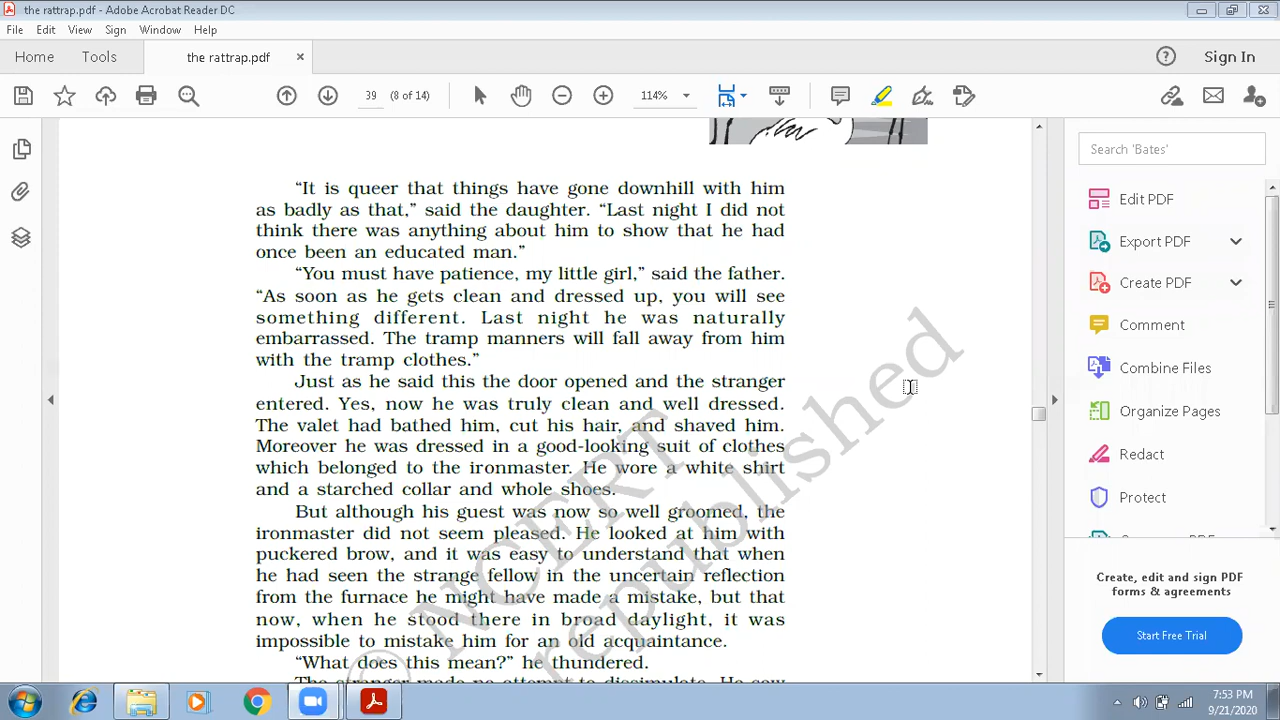 the rattrap.pdf - Adobe Acrobat Reader DC
File Edit View Sign Window Help
Home Tools the rattrap.pdf × Sign In
39 (8 of 14) 114%
Search 'Bates'
“It is queer that things have gone downhill with him
as badly as that,” said the daughter. “Last night I did not
think there was anything about him to show that he had
once been an educated man.”
“You must have patience, my little girl,” said the father.
“As soon as he gets clean and dressed up, you will see
something different. Last night he was naturally
embarrassed. The tramp manners will fall away from him
with the tramp clothes.”
Just as he said this the door opened and the stranger
entered. Yes, now he was truly clean and well dressed.
The valet had bathed him, cut his hair, and shaved him.
Moreover he was dressed in a good-looking suit of clothes
which belonged to the ironmaster. He wore a white shirt
and a starched collar and whole shoes.
But although his guest was now so well groomed, the
ironmaster did not seem pleased. He looked at him with
puckered brow, and it was easy to understand that when
he had seen the strange fellow in the uncertain reflection
from the furnace he might have made a mistake, but that
now, when he stood there in broad daylight, it was
impossible to mistake him for an old acquaintance.
“What does this mean?” he thundered.
The stranger made no attempt to dissimulate. He saw
© NCERT
republished
Edit PDF
Export PDF
Create PDF
Comment
Combine Files
Organize Pages
Redact
Protect
Create, edit and sign PDF
forms & agreements
Start Free Trial
7:53 PM
9/21/2020